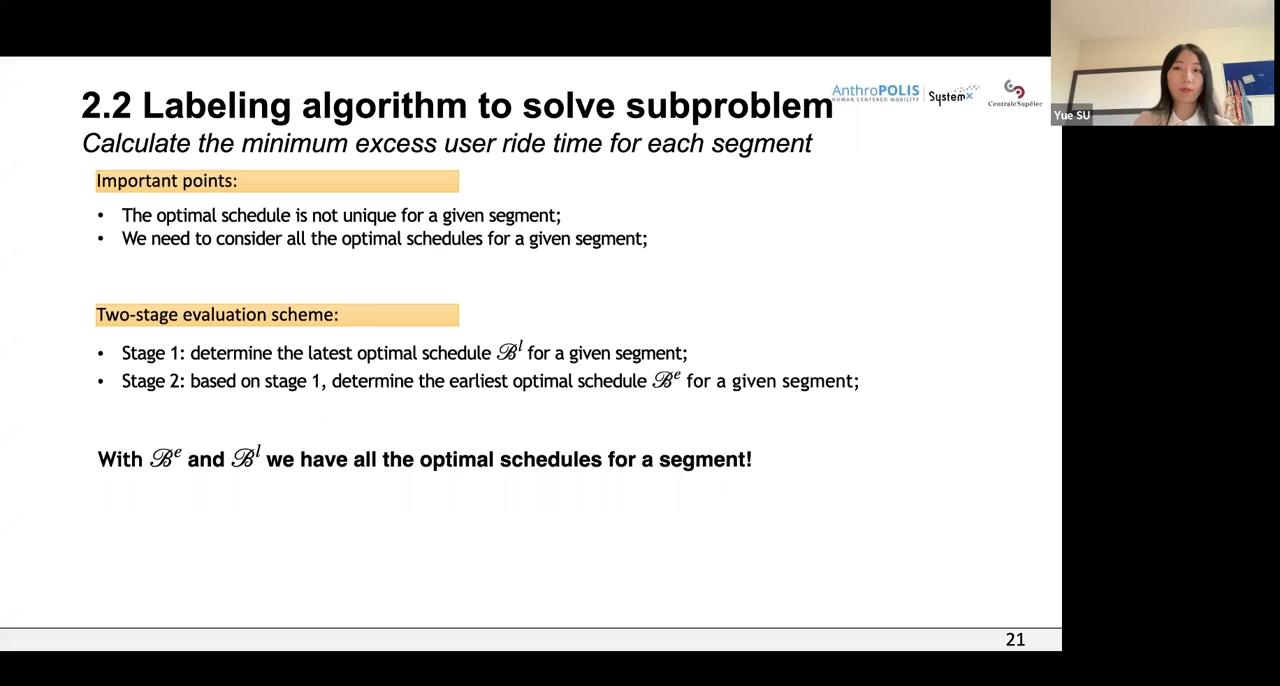 2.2 Labeling algorithm to solve subproblem
AnthroPOLIS
HUMAN CENTERED MOBILITY
SystemX
CentraleSupélec
Yue SU
Calculate the minimum excess user ride time for each segment
Important points:
• The optimal schedule is not unique for a given segment;
• We need to consider all the optimal schedules for a given segment;
Two-stage evaluation scheme:
• Stage 1: determine the latest optimal schedule ℬˡ for a given segment;
• Stage 2: based on stage 1, determine the earliest optimal schedule ℬᵉ for a given segment;
With ℬᵉ and ℬˡ we have all the optimal schedules for a segment!
21